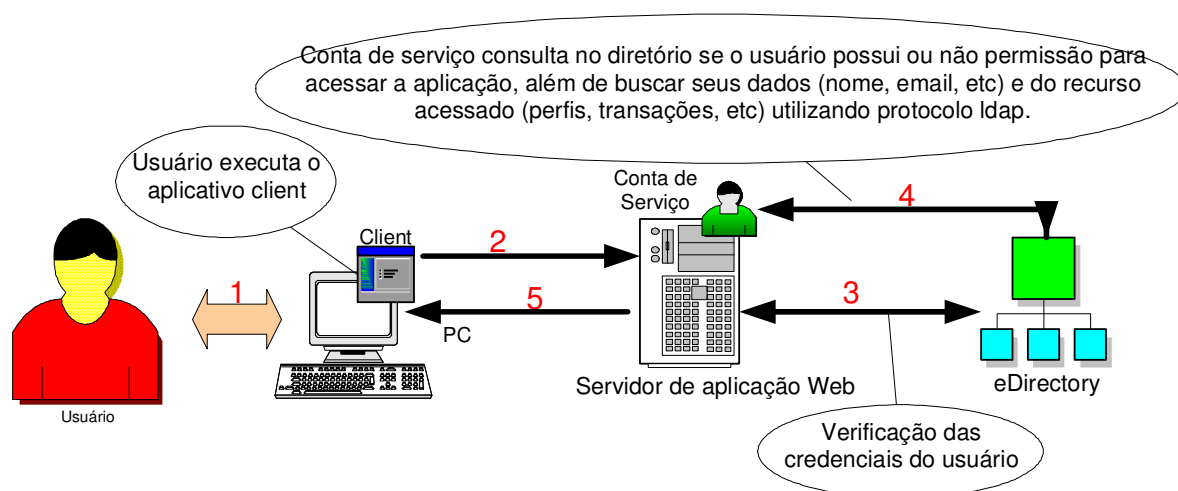 Conta de serviço consulta no diretório se o usuário possui ou não permissão para
acessar a aplicação, além de buscar seus dados (nome, email, etc) e do recurso
acessado (perfis, transações, etc) utilizando protocolo ldap.
Usuário executa o
aplicativo client
Conta de
Serviço
4
Client
2
1
5
3
PC
Servidor de aplicação Web
eDirectory
Usuário
Verificação das
credenciais do usuário